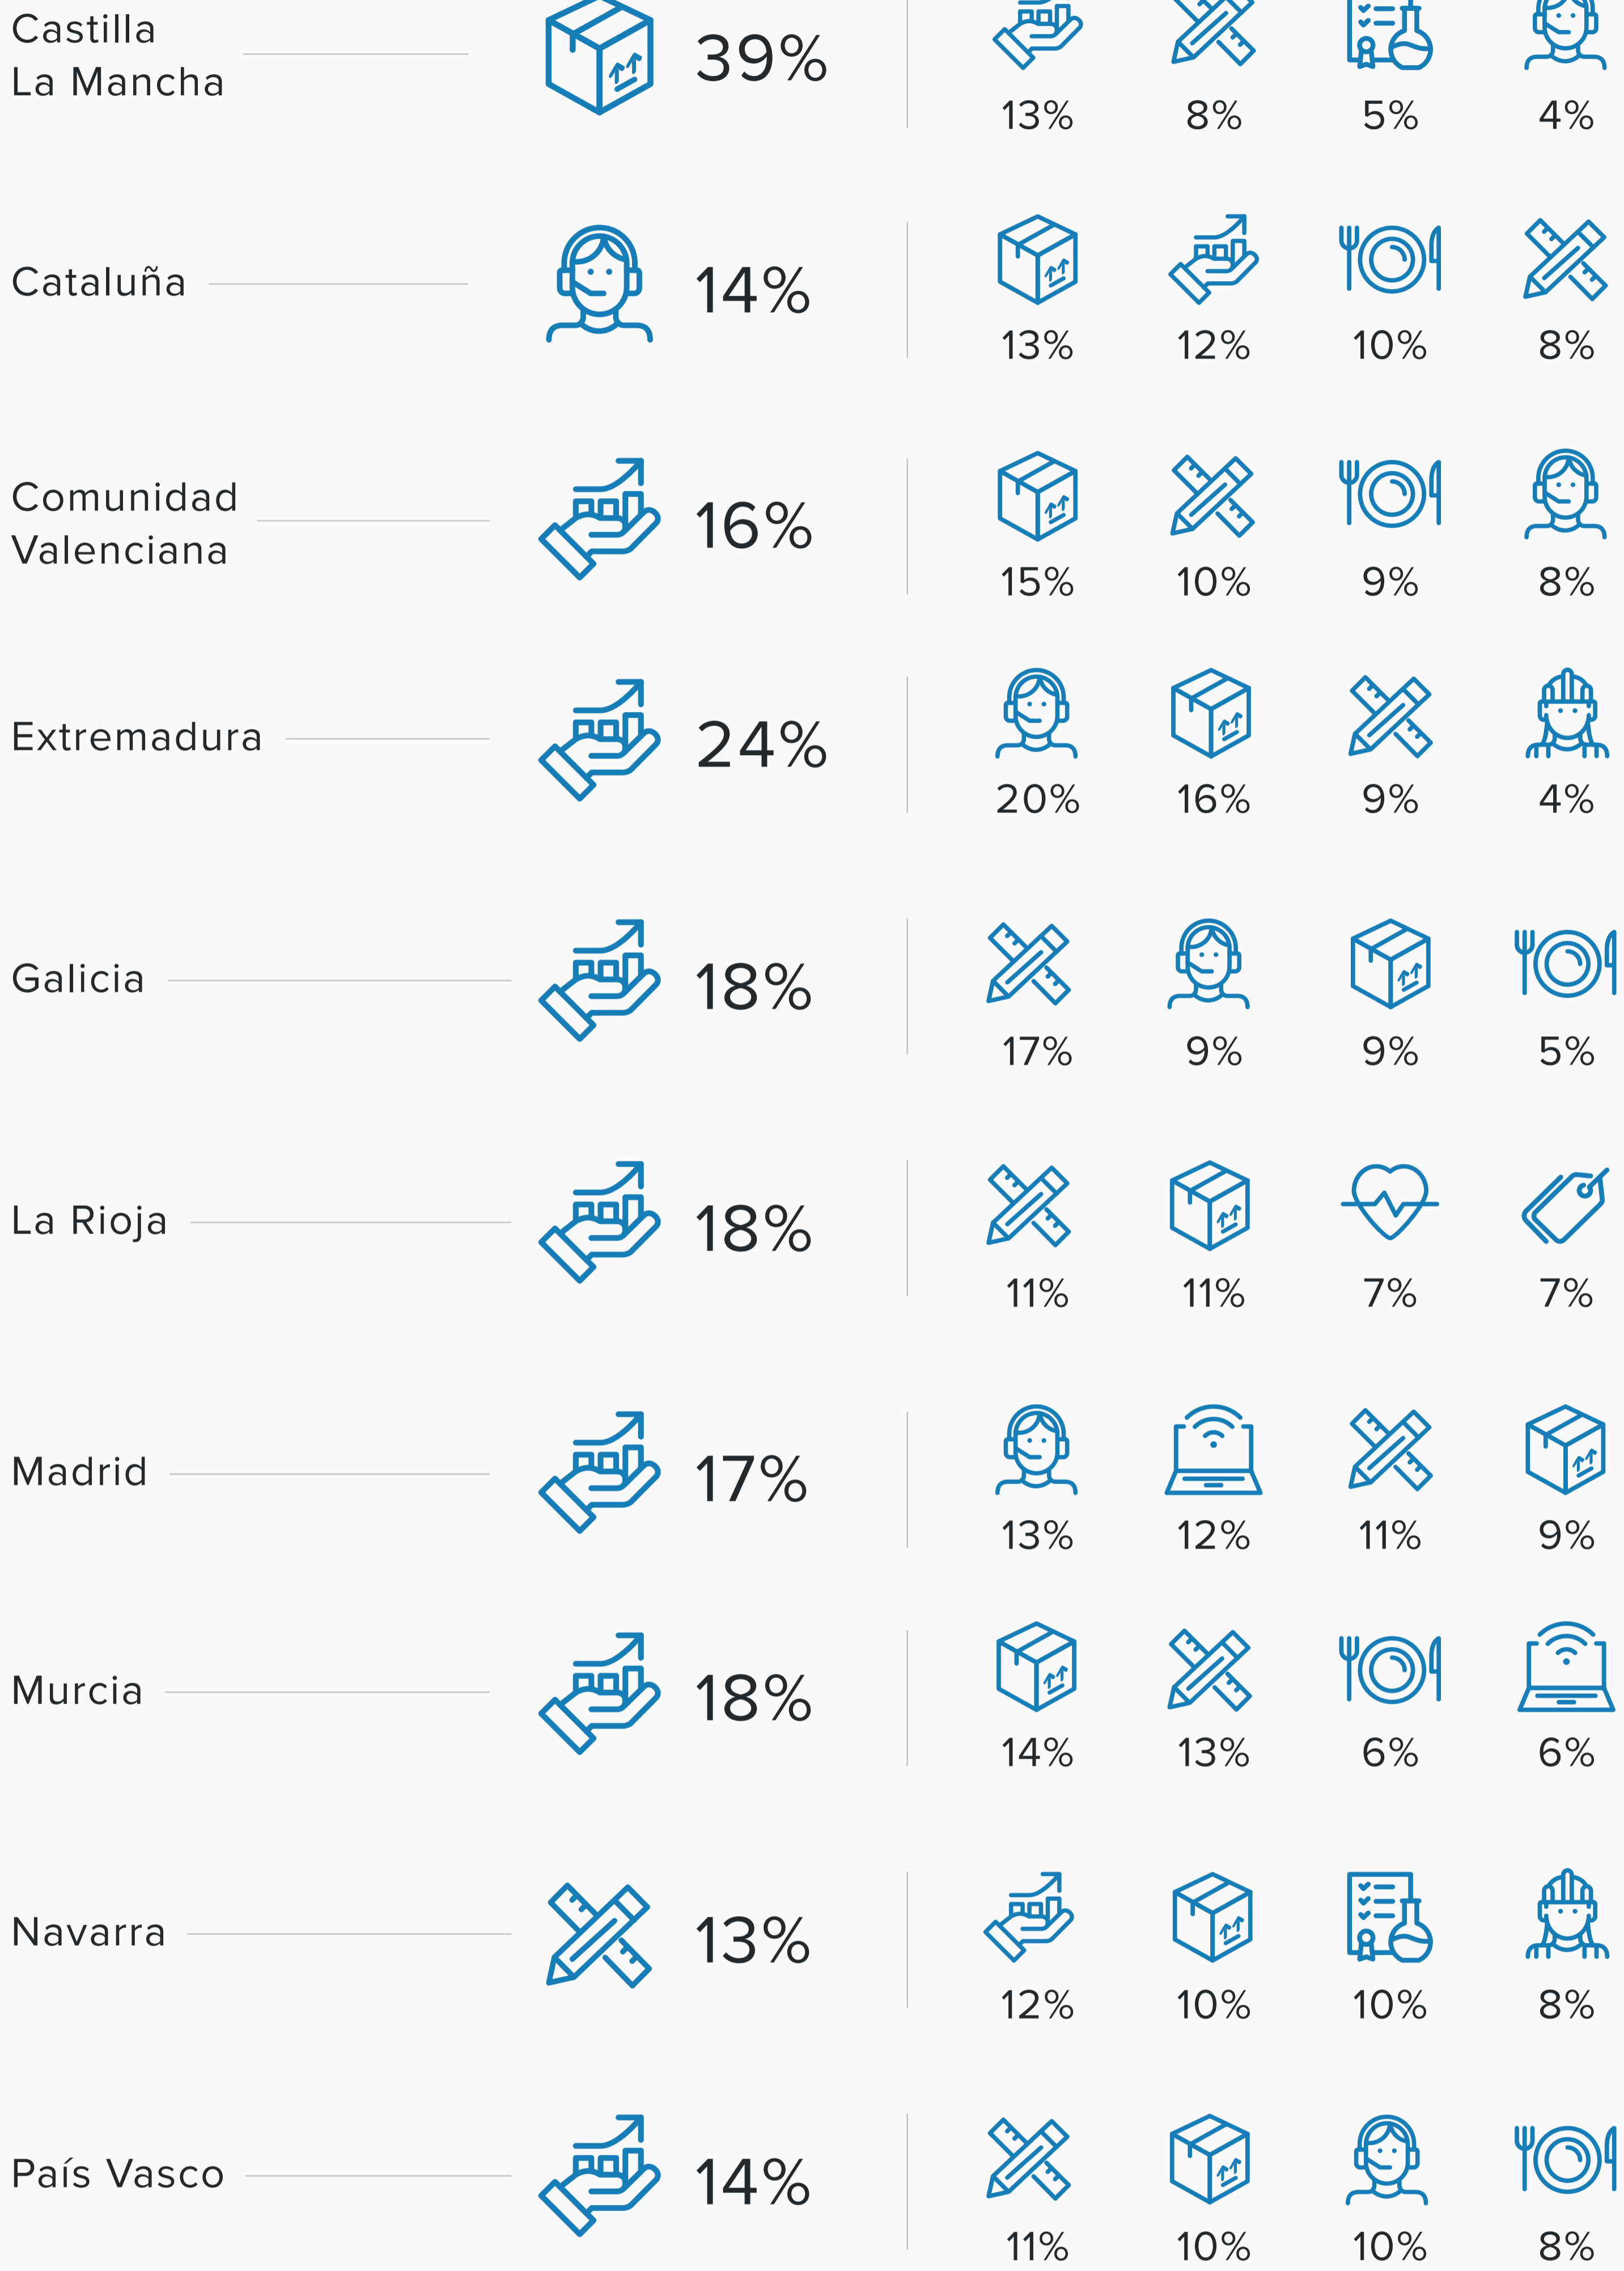 Castilla
La Mancha
39%
13% 8% 5% 4%
Cataluña
14%
13% 12% 10% 8%
Comunidad
Valenciana
16%
15% 10% 9% 8%
Extremadura
24%
20% 16% 9% 4%
Galicia
18%
17% 9% 9% 5%
La Rioja
18%
11% 11% 7% 7%
Madrid
17%
13% 12% 11% 9%
Murcia
18%
14% 13% 6% 6%
Navarra
13%
12% 10% 10% 8%
País Vasco
14%
11% 10% 10% 8%